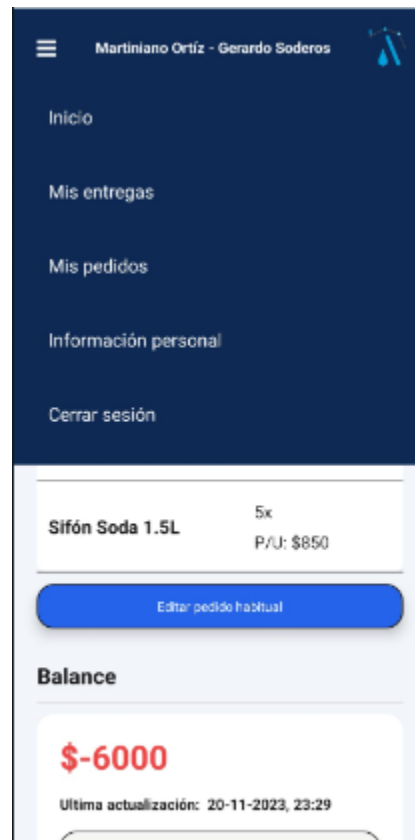 Martiniano Ortíz - Gerardo Soderos
Inicio
Mis entregas
Mis pedidos
Información personal
Cerrar sesión
Sifón Soda 1.5L
5x
P/U: $850
Editar pedido habitual
Balance
$-6000
Ultima actualización: 20-11-2023, 23:29